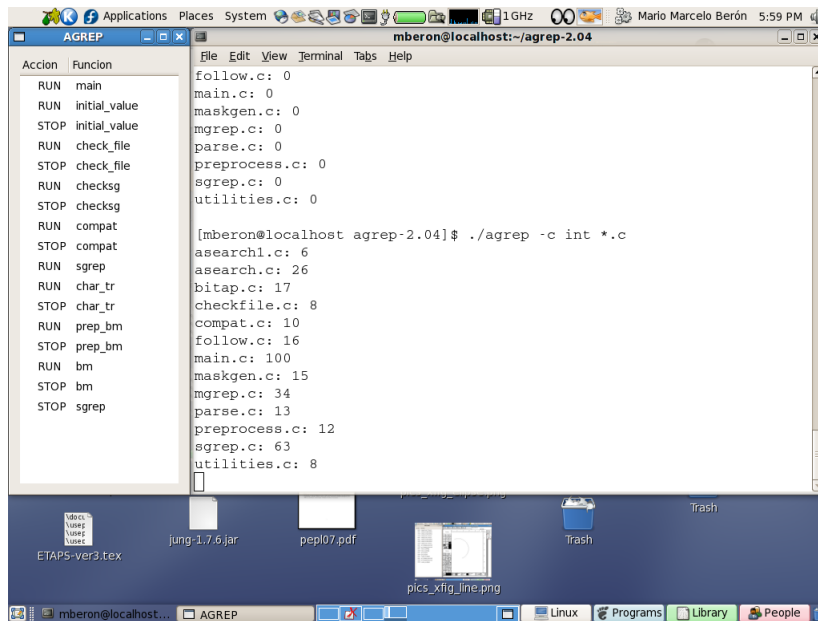 Applications Places System 1 GHz Mario Marcelo Berón 5:59 PM
AGREP
mberon@localhost:~/agrep-2.04
File Edit View Terminal Tabs Help
Accion Funcion
RUN main
RUN initial_value
STOP initial_value
RUN check_file
STOP check_file
RUN checksg
STOP checksg
RUN compat
STOP compat
RUN sgrep
RUN char_tr
STOP char_tr
RUN prep_bm
STOP prep_bm
RUN bm
STOP bm
STOP sgrep
follow.c: 0
main.c: 0
maskgen.c: 0
mgrep.c: 0
parse.c: 0
preprocess.c: 0
sgrep.c: 0
utilities.c: 0
[mberon@localhost agrep-2.04]$ ./agrep -c int *.c
asearch1.c: 6
asearch.c: 26
bitap.c: 17
checkfile.c: 8
compat.c: 10
follow.c: 16
main.c: 100
maskgen.c: 15
mgrep.c: 34
parse.c: 13
preprocess.c: 12
sgrep.c: 63
utilities.c: 8
ETAPS-ver3.tex
jung-1.7.6.jar
pepl07.pdf
Trash
Trash
pics_xfig_line.png
mberon@localhost... AGREP Linux Programs Library People